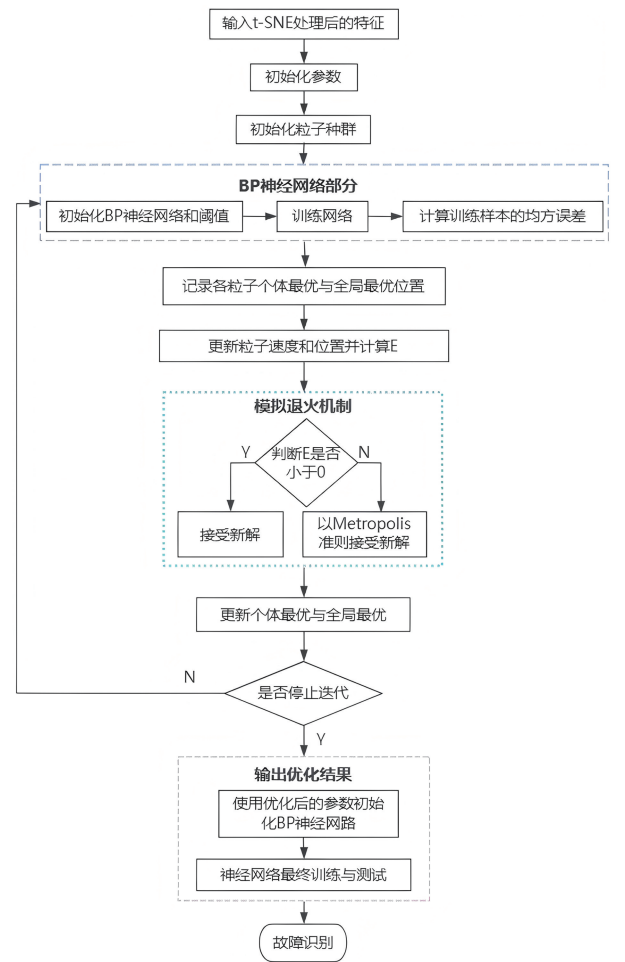 输入t-SNE处理后的特征
初始化参数
初始化粒子种群
BP神经网络部分
初始化BP神经网络和阈值
训练网络
计算训练样本的均方误差
记录各粒子个体最优与全局最优位置
更新粒子速度和位置并计算E
模拟退火机制
Y
判断E是否
小于0
N
接受新解
以Metropolis
准则接受新解
更新个体最优与全局最优
N
是否停止迭代
Y
输出优化结果
使用优化后的参数初始
化BP神经网路
神经网络最终训练与测试
故障识别